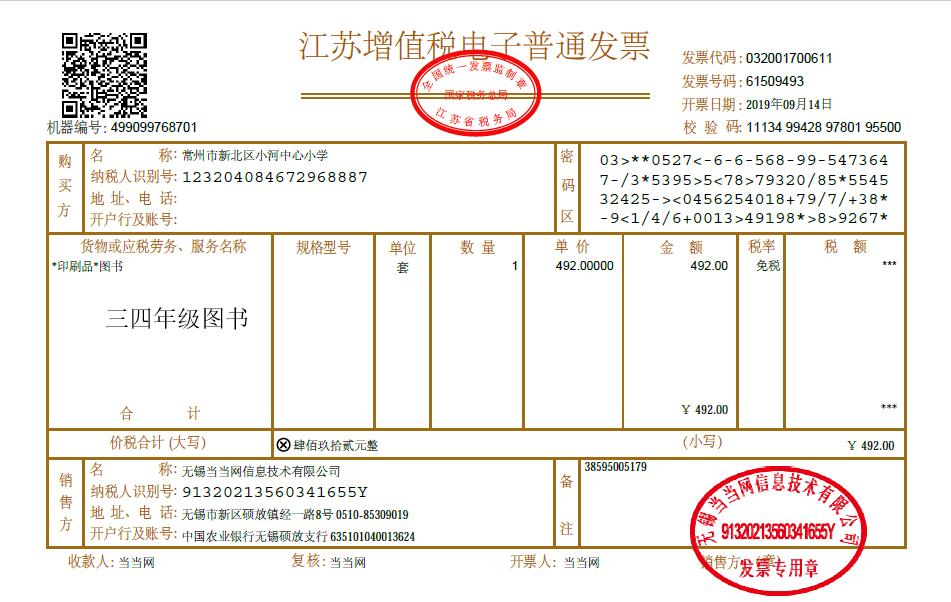 江苏增值税电子普通发票
全国统一发票监制章
国家税务总局
江苏省税务局
发票代码: 032001700611
发票号码: 61509493
开票日期: 2019年09月14日
机器编号: 499099768701
校 验 码: 11134 99428 97801 95500
购买方
名 称: 常州市新北区小河中心小学
纳税人识别号: 123204084672968887
地 址、电 话:
开户行及账号:
密码区
03>**0527<-6-6-568-99-547364
7-/3*5395>5<78>79320/85*5545
32425-><0456254018+79/7/+38*
-9<1/4/6+0013>49198*>8>9267*
货物或应税劳务、服务名称 规格型号 单位 数 量 单 价 金 额 税率 税 额
*印刷品*图书 套 1 492.00000 492.00 免税 ***
三四年级图书
合 计 ￥ 492.00 ***
价税合计 (大写) ⊗ 肆佰玖拾贰元整 (小写) ￥ 492.00
销售方
名 称: 无锡当当网信息技术有限公司
纳税人识别号: 91320213560341655Y
地 址、电 话: 无锡市新区硕放镇经一路8号 0510-85309019
开户行及账号: 中国农业银行无锡硕放支行 635101040013624
备注
38595005179
收款人: 当当网 复核: 当当网 开票人: 当当网 销售方: (章)
无锡当当网信息技术有限公司
91320213560341655Y
发票专用章